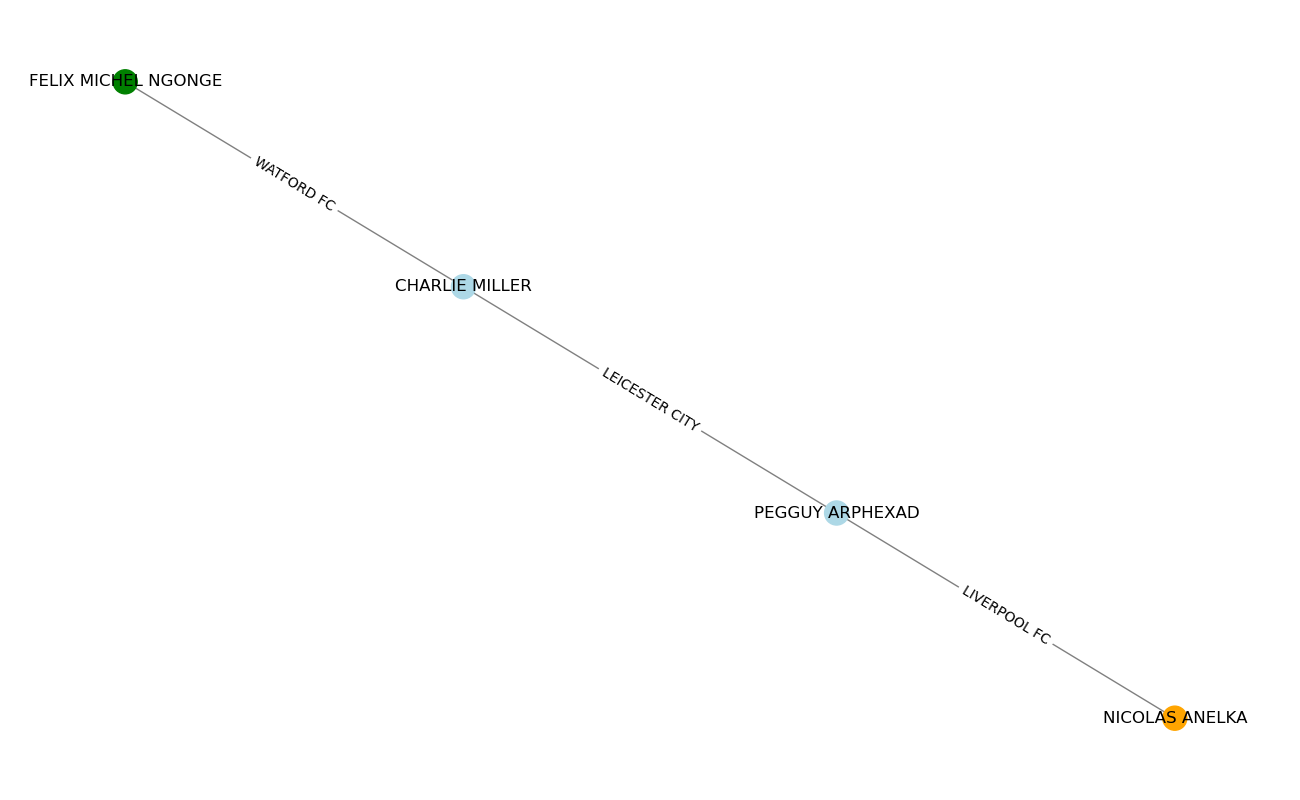 FELIX MICHEL NGONGE
WATFORD FC
CHARLIE MILLER
LEICESTER CITY
PEGGUY ARPHEXAD
LIVERPOOL FC
NICOLAS ANELKA